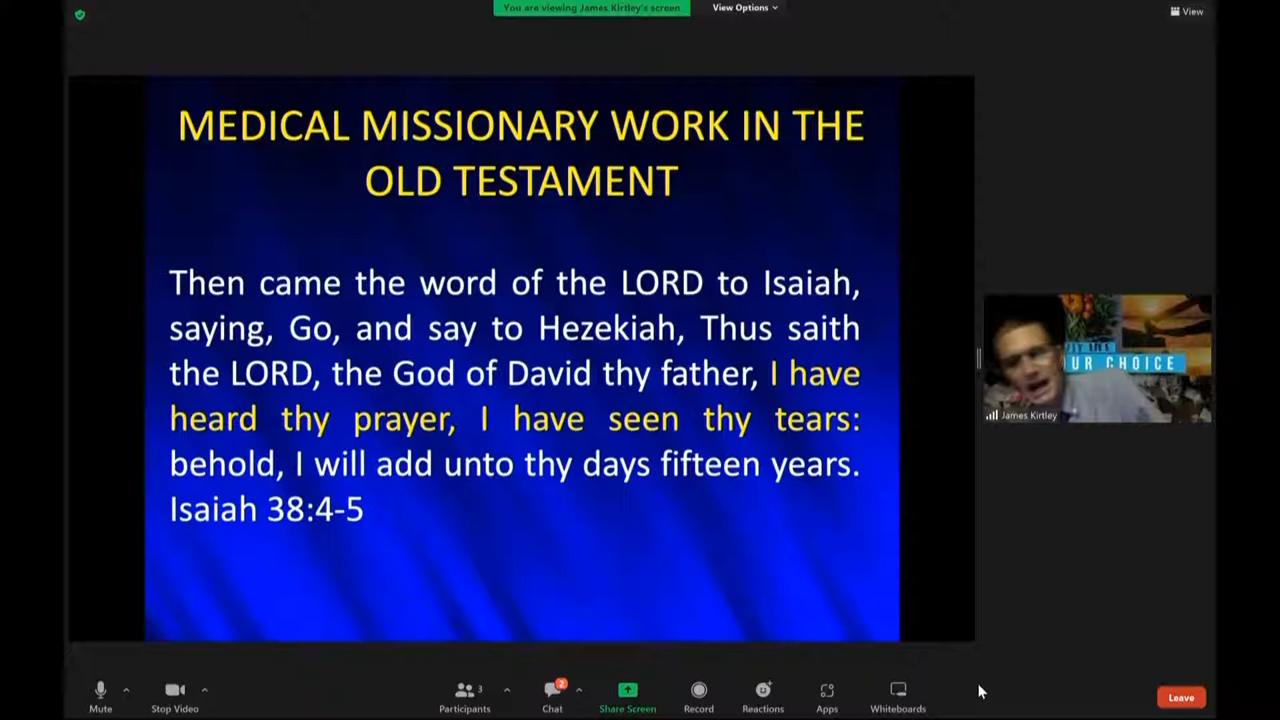 You are viewing James Kirtley's screen
View Options
View
MEDICAL MISSIONARY WORK IN THE
OLD TESTAMENT
Then came the word of the LORD to Isaiah,
saying, Go, and say to Hezekiah, Thus saith
the LORD, the God of David thy father, I have
heard thy prayer, I have seen thy tears:
behold, I will add unto thy days fifteen years.
Isaiah 38:4-5
UR CHOICE
James Kirtley
Mute
Stop Video
Participants
3
Chat
2
Share Screen
Record
Reactions
Apps
Whiteboards
Leave